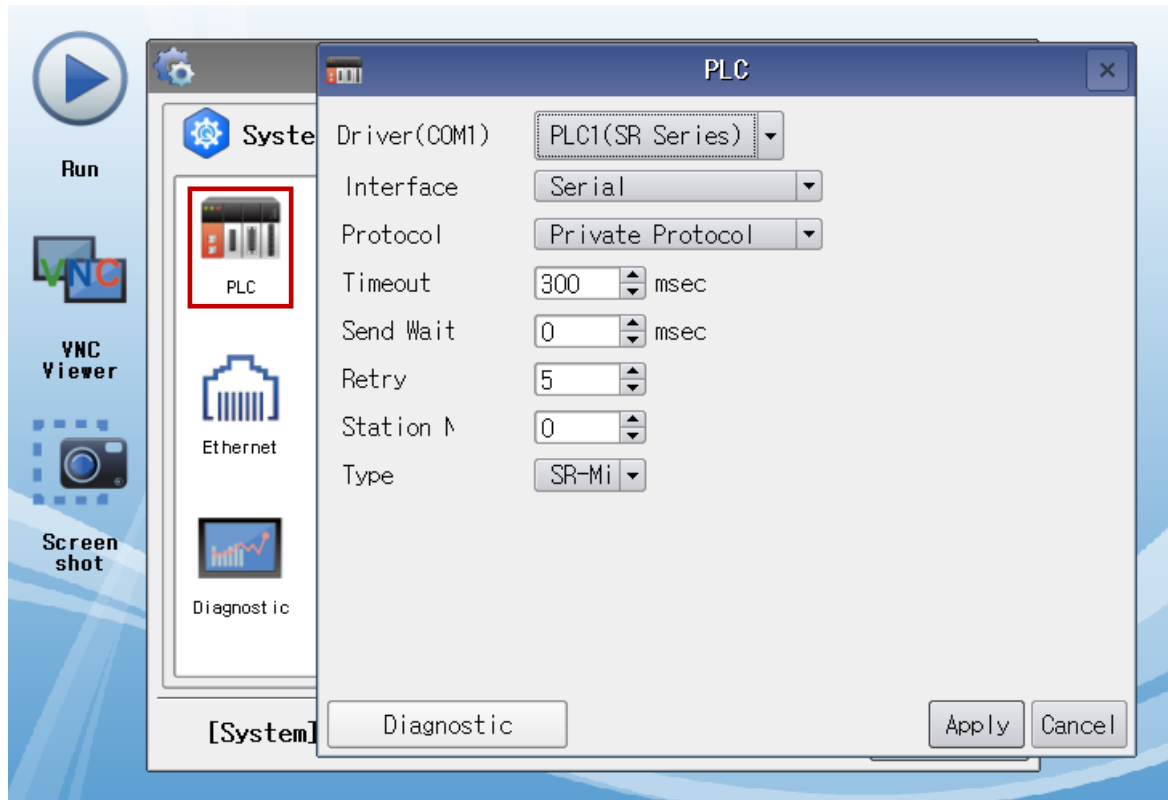 Run
VNC
VNC
Viewer
Screen
shot
Syste
PLC
Ethernet
Diagnostic
[System]
PLC
Driver(COM1) PLC1(SR Series)
Interface Serial
Protocol Private Protocol
Timeout 300 msec
Send Wait 0 msec
Retry 5
Station N 0
Type SR-Mi
Diagnostic Apply Cancel